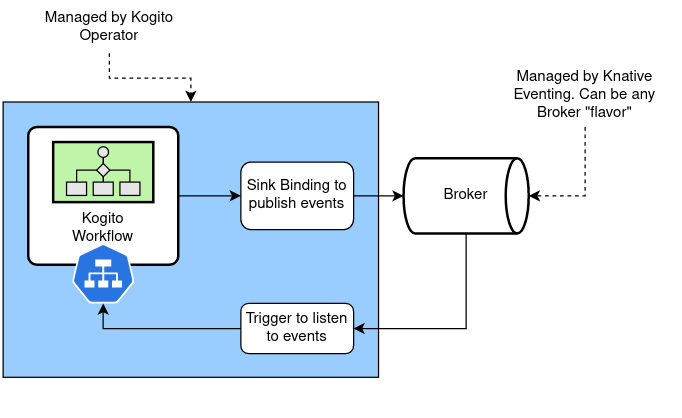 Managed by Kogito
Operator
Managed by Knative
Eventing. Can be any
Broker "flavor"
Kogito
Workflow
Sink Binding to
publish events
Broker
Trigger to listen
to events